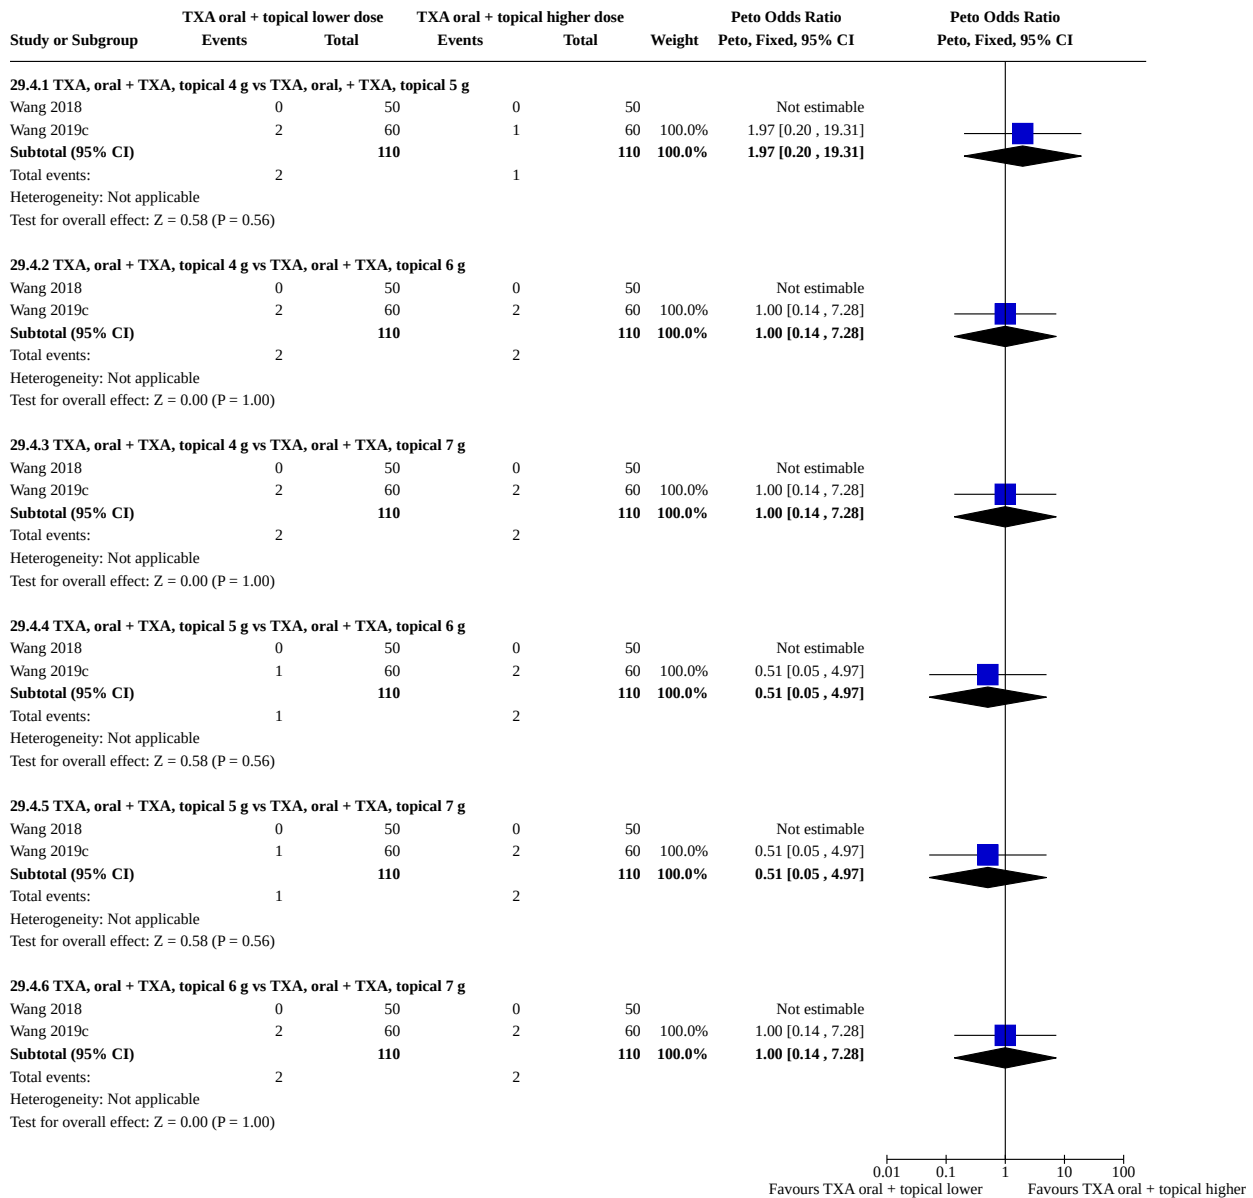 TXA oral + topical lower dose TXA oral + topical higher dose Peto Odds Ratio Peto Odds Ratio
Study or Subgroup Events Total Events Total Weight Peto, Fixed, 95% CI Peto, Fixed, 95% CI
29.4.1 TXA, oral + TXA, topical 4 g vs TXA, oral, + TXA, topical 5 g
Wang 2018 0 50 0 50 Not estimable
Wang 2019c 2 60 1 60 100.0% 1.97 [0.20 , 19.31]
Subtotal (95% CI) 110 110 100.0% 1.97 [0.20 , 19.31]
Total events: 2 1
Heterogeneity: Not applicable
Test for overall effect: Z = 0.58 (P = 0.56)
29.4.2 TXA, oral + TXA, topical 4 g vs TXA, oral + TXA, topical 6 g
Wang 2018 0 50 0 50 Not estimable
Wang 2019c 2 60 2 60 100.0% 1.00 [0.14 , 7.28]
Subtotal (95% CI) 110 110 100.0% 1.00 [0.14 , 7.28]
Total events: 2 2
Heterogeneity: Not applicable
Test for overall effect: Z = 0.00 (P = 1.00)
29.4.3 TXA, oral + TXA, topical 4 g vs TXA, oral + TXA, topical 7 g
Wang 2018 0 50 0 50 Not estimable
Wang 2019c 2 60 2 60 100.0% 1.00 [0.14 , 7.28]
Subtotal (95% CI) 110 110 100.0% 1.00 [0.14 , 7.28]
Total events: 2 2
Heterogeneity: Not applicable
Test for overall effect: Z = 0.00 (P = 1.00)
29.4.4 TXA, oral + TXA, topical 5 g vs TXA, oral + TXA, topical 6 g
Wang 2018 0 50 0 50 Not estimable
Wang 2019c 1 60 2 60 100.0% 0.51 [0.05 , 4.97]
Subtotal (95% CI) 110 110 100.0% 0.51 [0.05 , 4.97]
Total events: 1 2
Heterogeneity: Not applicable
Test for overall effect: Z = 0.58 (P = 0.56)
29.4.5 TXA, oral + TXA, topical 5 g vs TXA, oral + TXA, topical 7 g
Wang 2018 0 50 0 50 Not estimable
Wang 2019c 1 60 2 60 100.0% 0.51 [0.05 , 4.97]
Subtotal (95% CI) 110 110 100.0% 0.51 [0.05 , 4.97]
Total events: 1 2
Heterogeneity: Not applicable
Test for overall effect: Z = 0.58 (P = 0.56)
29.4.6 TXA, oral + TXA, topical 6 g vs TXA, oral + TXA, topical 7 g
Wang 2018 0 50 0 50 Not estimable
Wang 2019c 2 60 2 60 100.0% 1.00 [0.14 , 7.28]
Subtotal (95% CI) 110 110 100.0% 1.00 [0.14 , 7.28]
Total events: 2 2
Heterogeneity: Not applicable
Test for overall effect: Z = 0.00 (P = 1.00)
0.01 0.1 1 10 100
Favours TXA oral + topical lower Favours TXA oral + topical higher